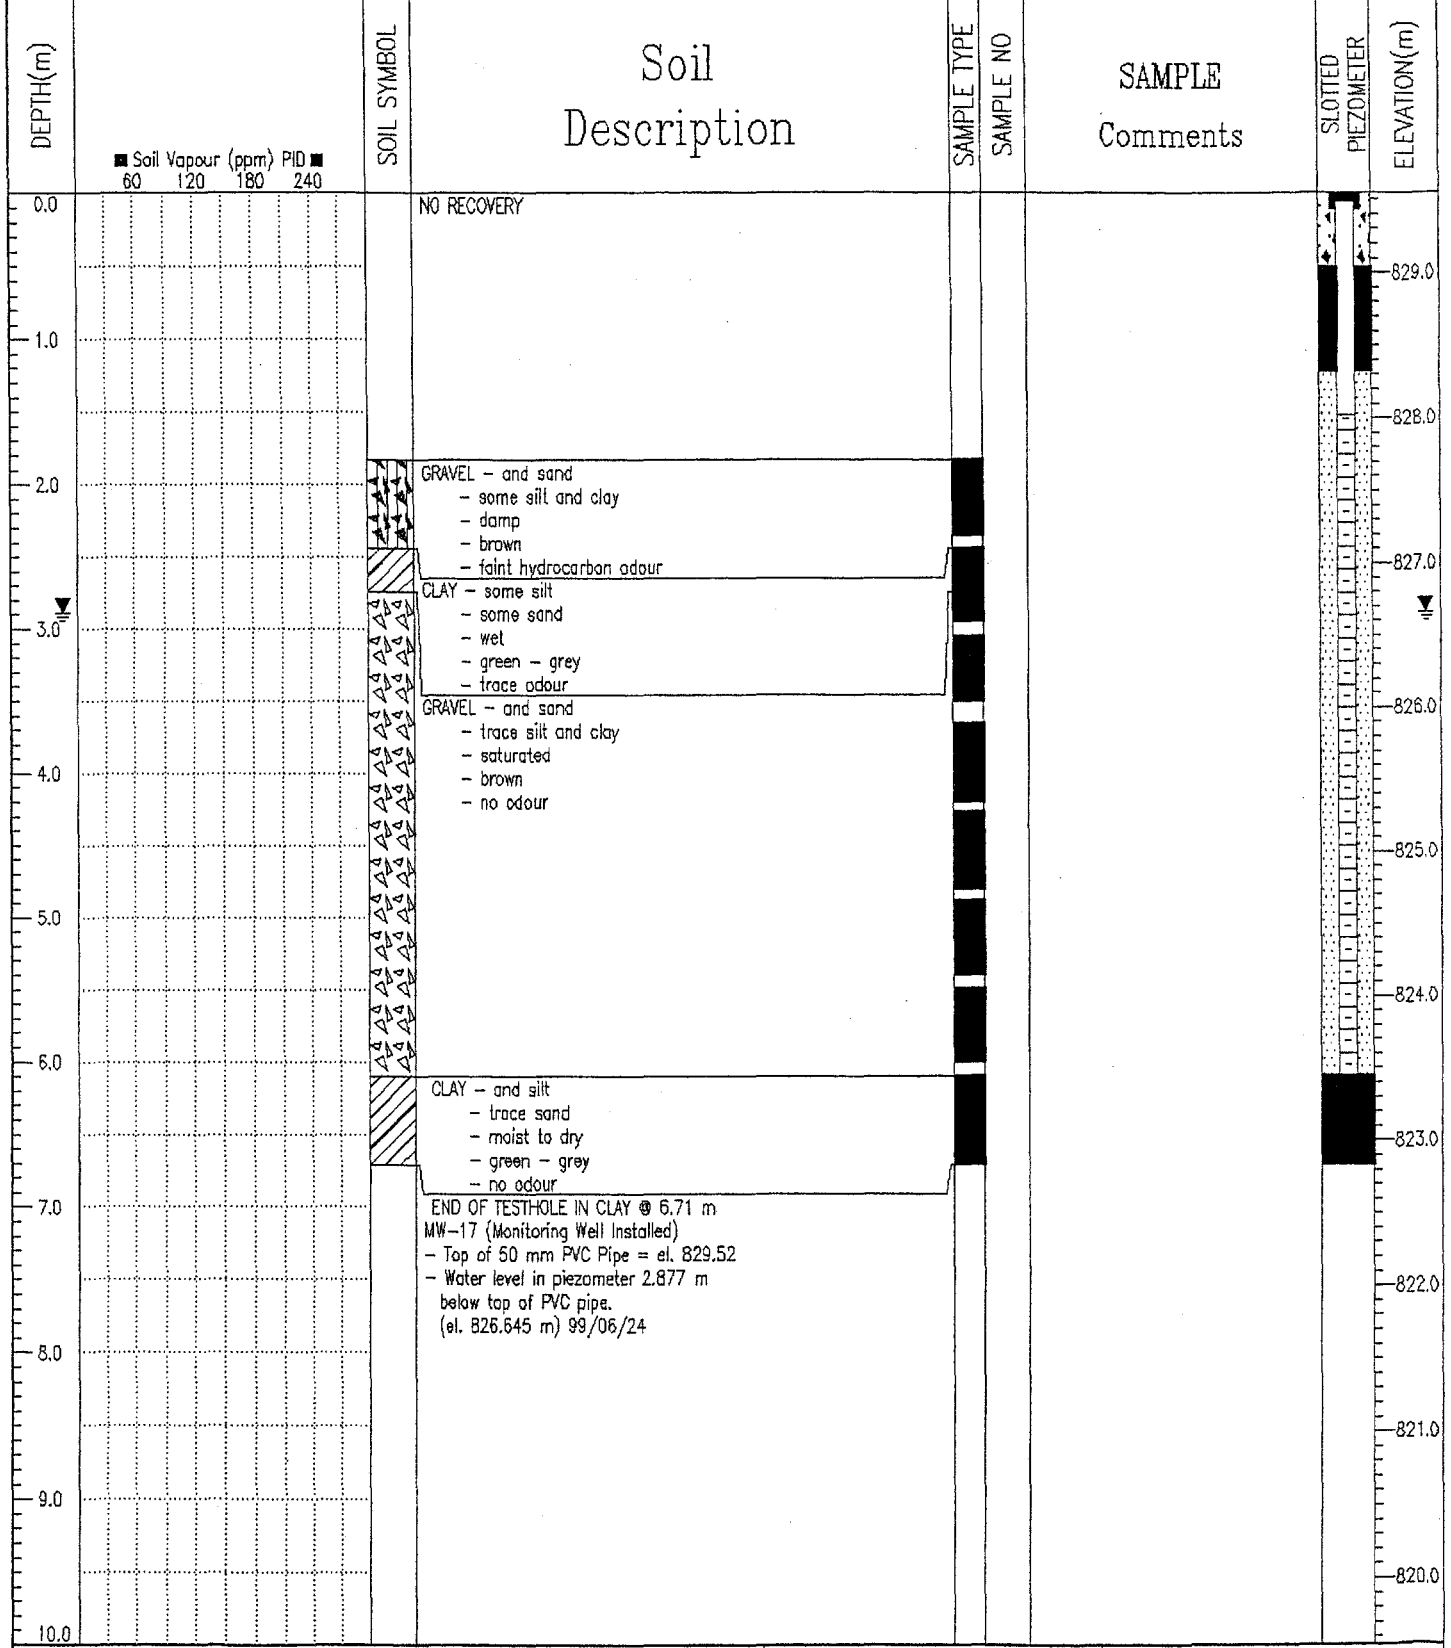 DEPTH(m)
■ Soil Vapour (ppm) PID ■
60 120 180 240
SOIL SYMBOL
Soil
Description
SAMPLE TYPE
SAMPLE NO
SAMPLE
Comments
SLOTTED
PIEZOMETER
ELEVATION(m)
0.0
1.0
2.0
3.0
4.0
5.0
6.0
7.0
8.0
9.0
10.0
NO RECOVERY
GRAVEL - and sand
- some silt and clay
- damp
- brown
- faint hydrocarbon odour
CLAY - some silt
- some sand
- wet
- green - grey
- trace odour
GRAVEL - and sand
- trace silt and clay
- saturated
- brown
- no odour
CLAY - and silt
- trace sand
- moist to dry
- green - grey
- no odour
END OF TESTHOLE IN CLAY @ 6.71 m
MW-17 (Monitoring Well Installed)
- Top of 50 mm PVC Pipe = el. 829.52
- Water level in piezometer 2.877 m
below top of PVC pipe.
(el. 826.645 m) 99/06/24
829.0
828.0
827.0
826.0
825.0
824.0
823.0
822.0
821.0
820.0